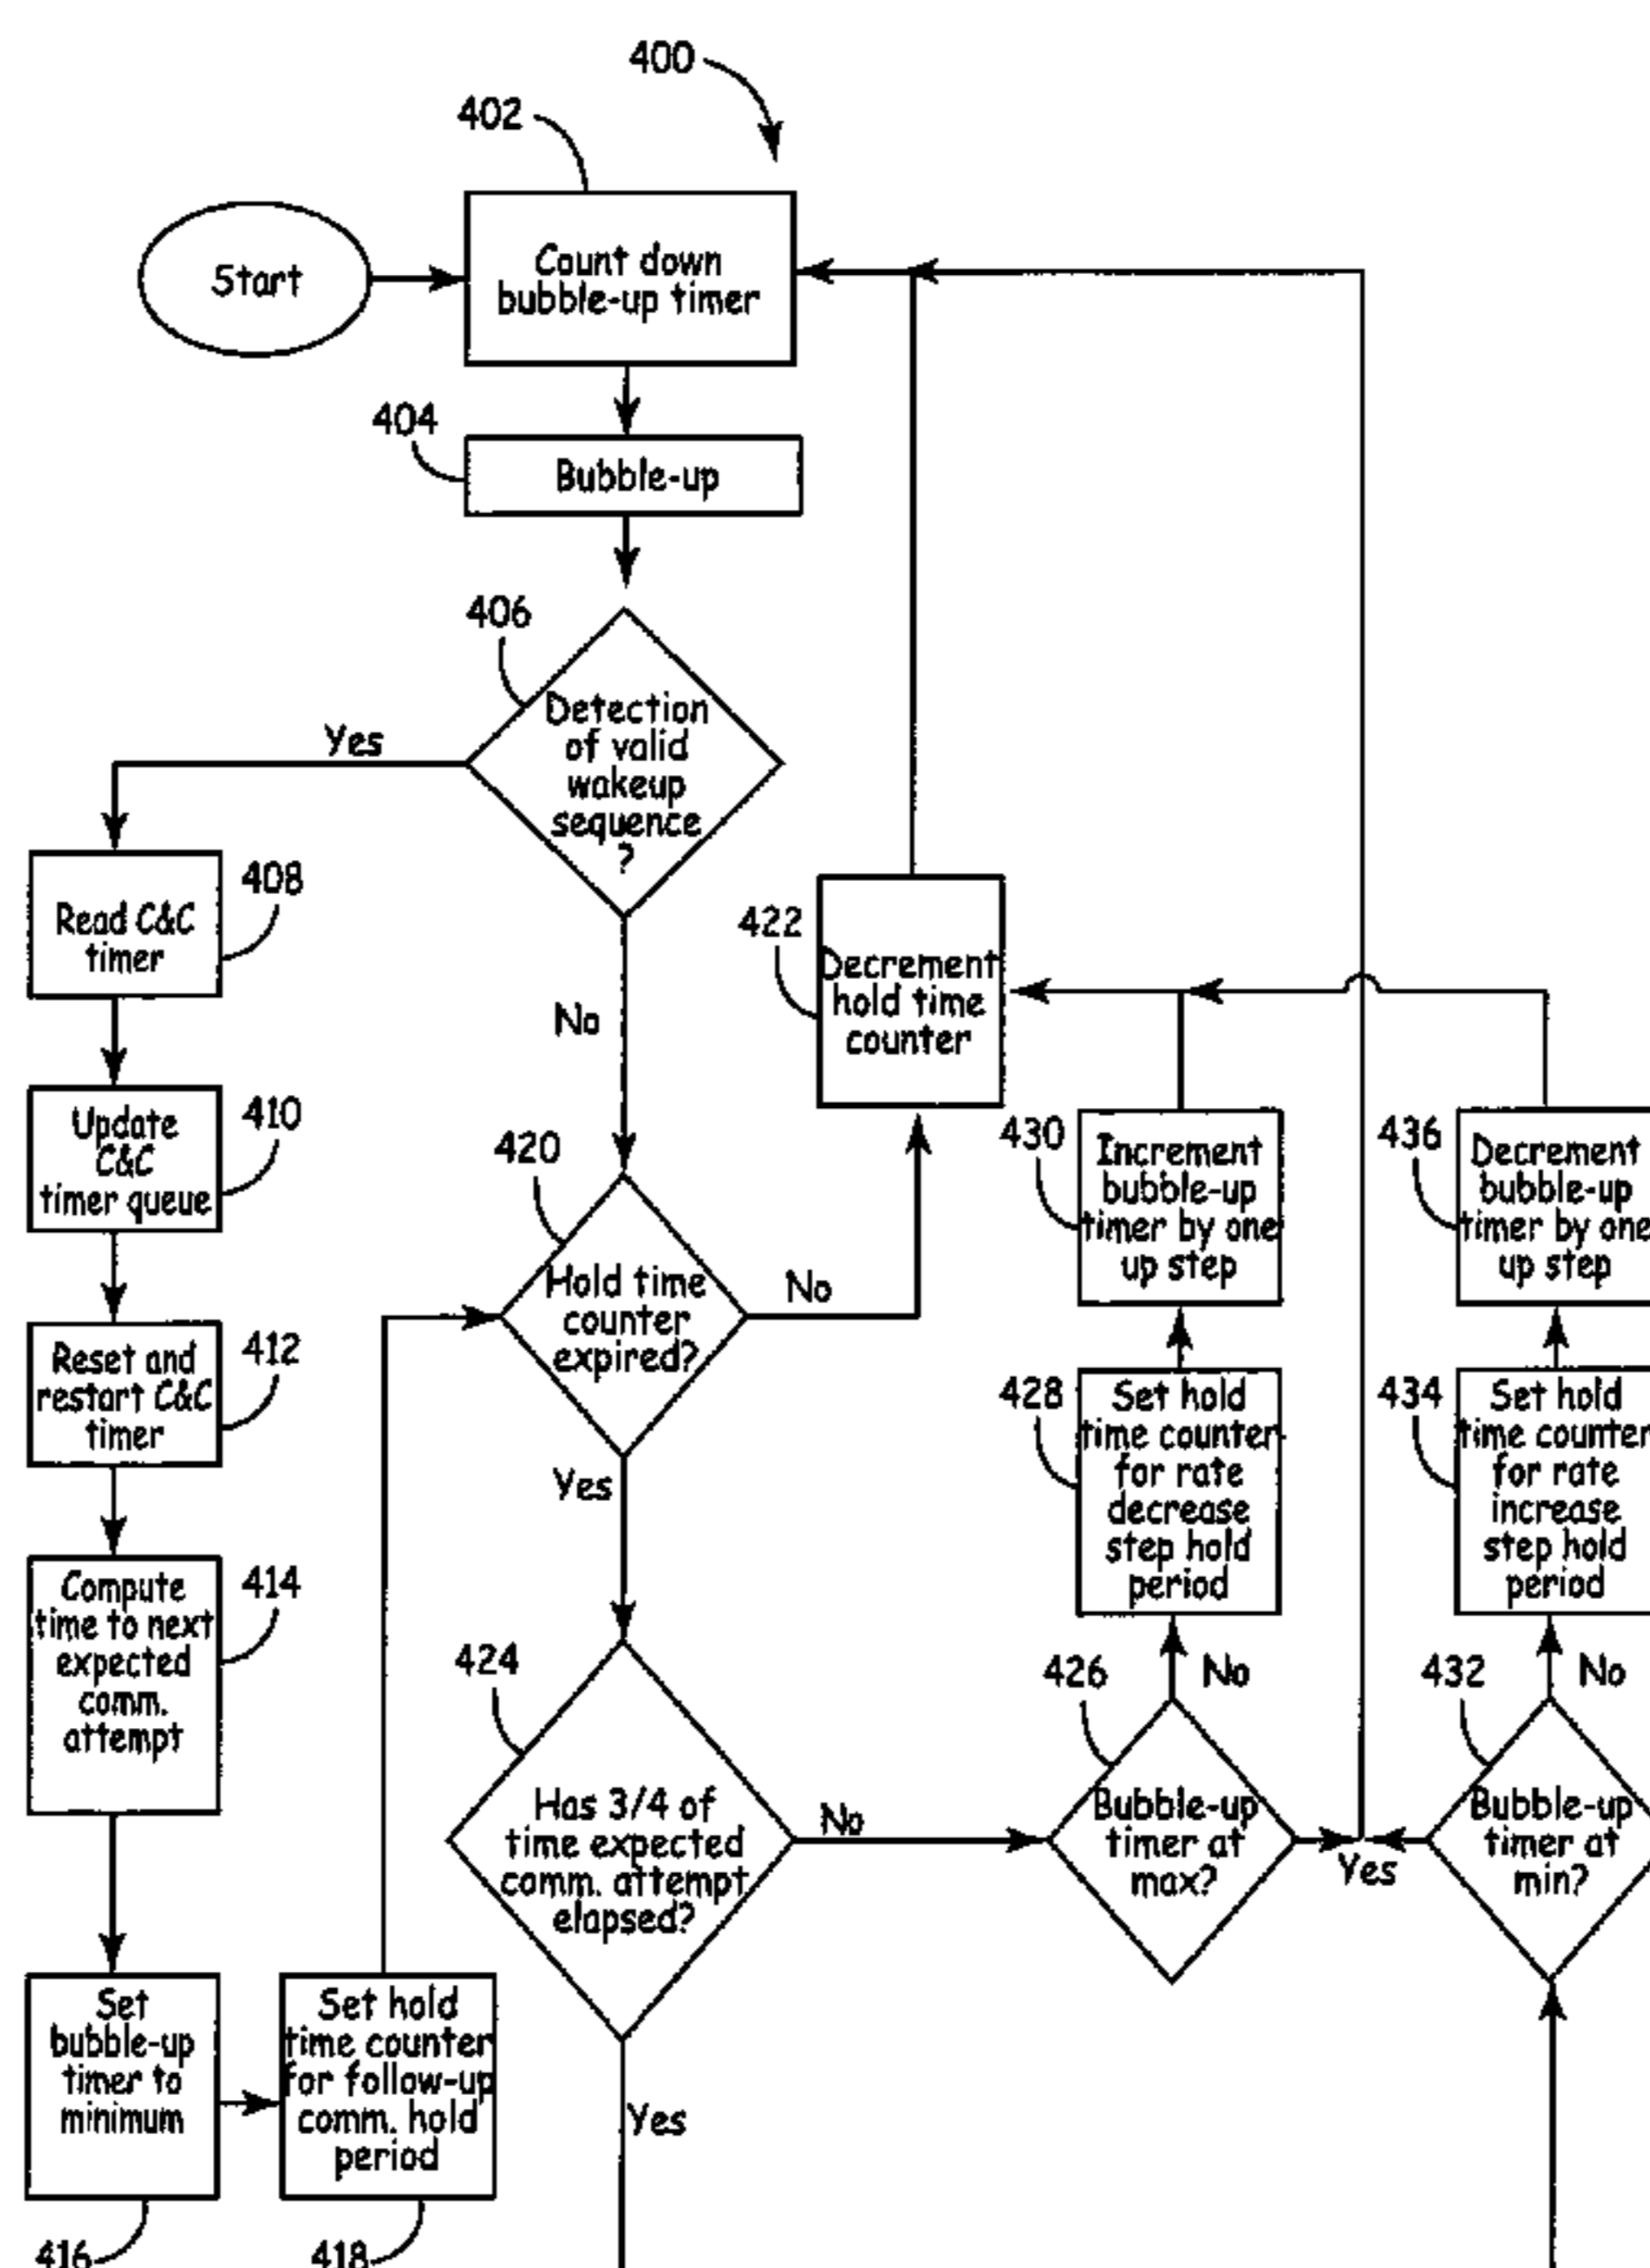 400
402
Start
Count down
bubble-up timer
404
Bubble-up
406
Detection
of valid
wakeup
sequence
?
Yes
No
408
Read C&C
timer
422
Decrement
hold time
counter
410
Update
C&C
timer queue
420
Hold time
counter
expired?
No
Yes
430
Increment
bubble-up
timer by one
up step
436
Decrement
bubble-up
timer by one
up step
412
Reset and
restart C&C
timer
428
Set hold
time counter
for rate
decrease
step hold
period
434
Set hold
time counter
for rate
increase
step hold
period
414
Compute
time to next
expected
comm.
attempt
424
Has 3/4 of
time expected
comm. attempt
elapsed?
No
Yes
426
No
Bubble-up
timer at
max?
Yes
432
No
Bubble-up
timer at
min?
Set
bubble-up
timer to
minimum
416
Set hold
time counter
for follow-up
comm. hold
period
418